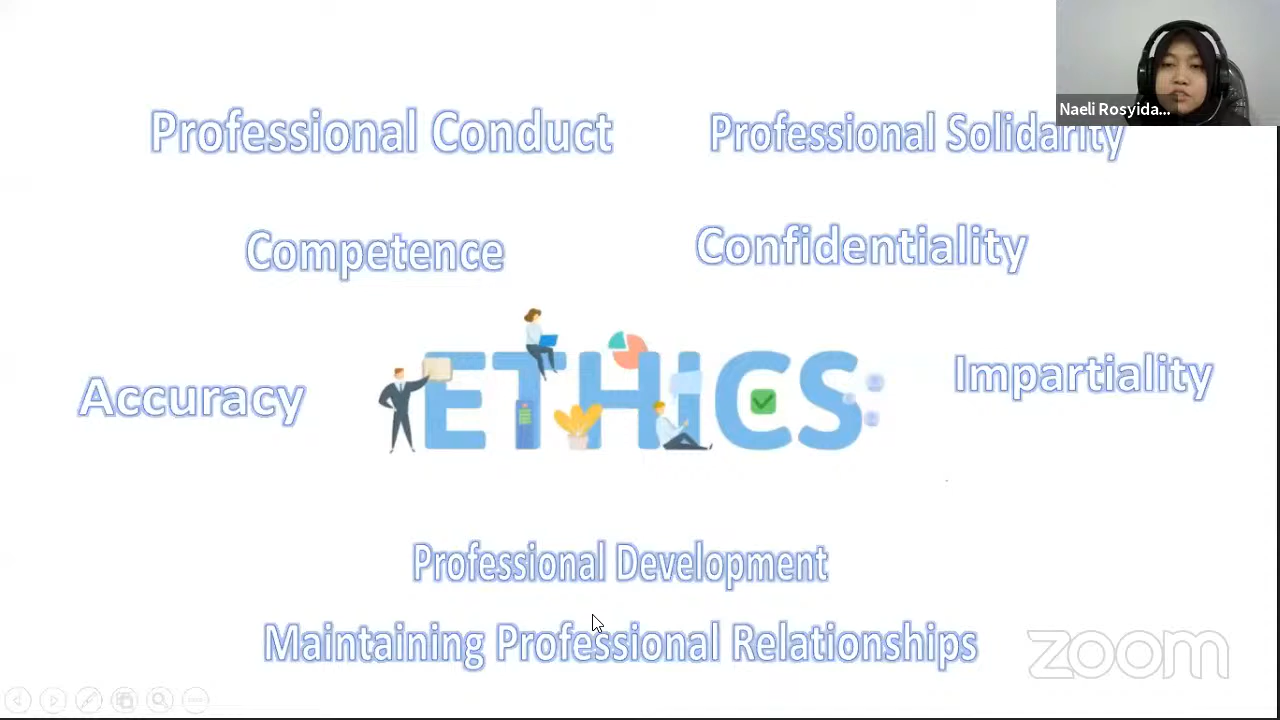 Naeli Rosyida...
Professional Conduct
Professional Solidarity
Competence
Confidentiality
ETHiCS
Accuracy
Impartiality
Professional Development
Maintaining Professional Relationships
zoom